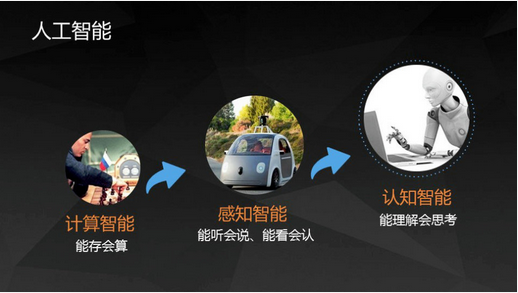 人工智能
计算智能
能存会算
感知智能
能听会说、能看会认
认知智能
能理解会思考